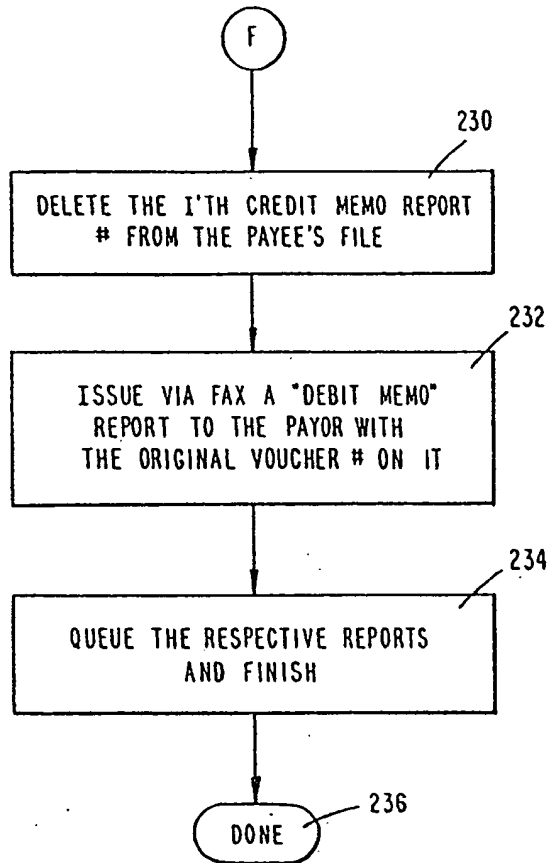 F
230
DELETE THE I'TH CREDIT MEMO REPORT
# FROM THE PAYEE'S FILE
232
ISSUE VIA FAX A "DEBIT MEMO"
REPORT TO THE PAYOR WITH
THE ORIGINAL VOUCHER # ON IT
234
QUEUE THE RESPECTIVE REPORTS
AND FINISH
236
DONE